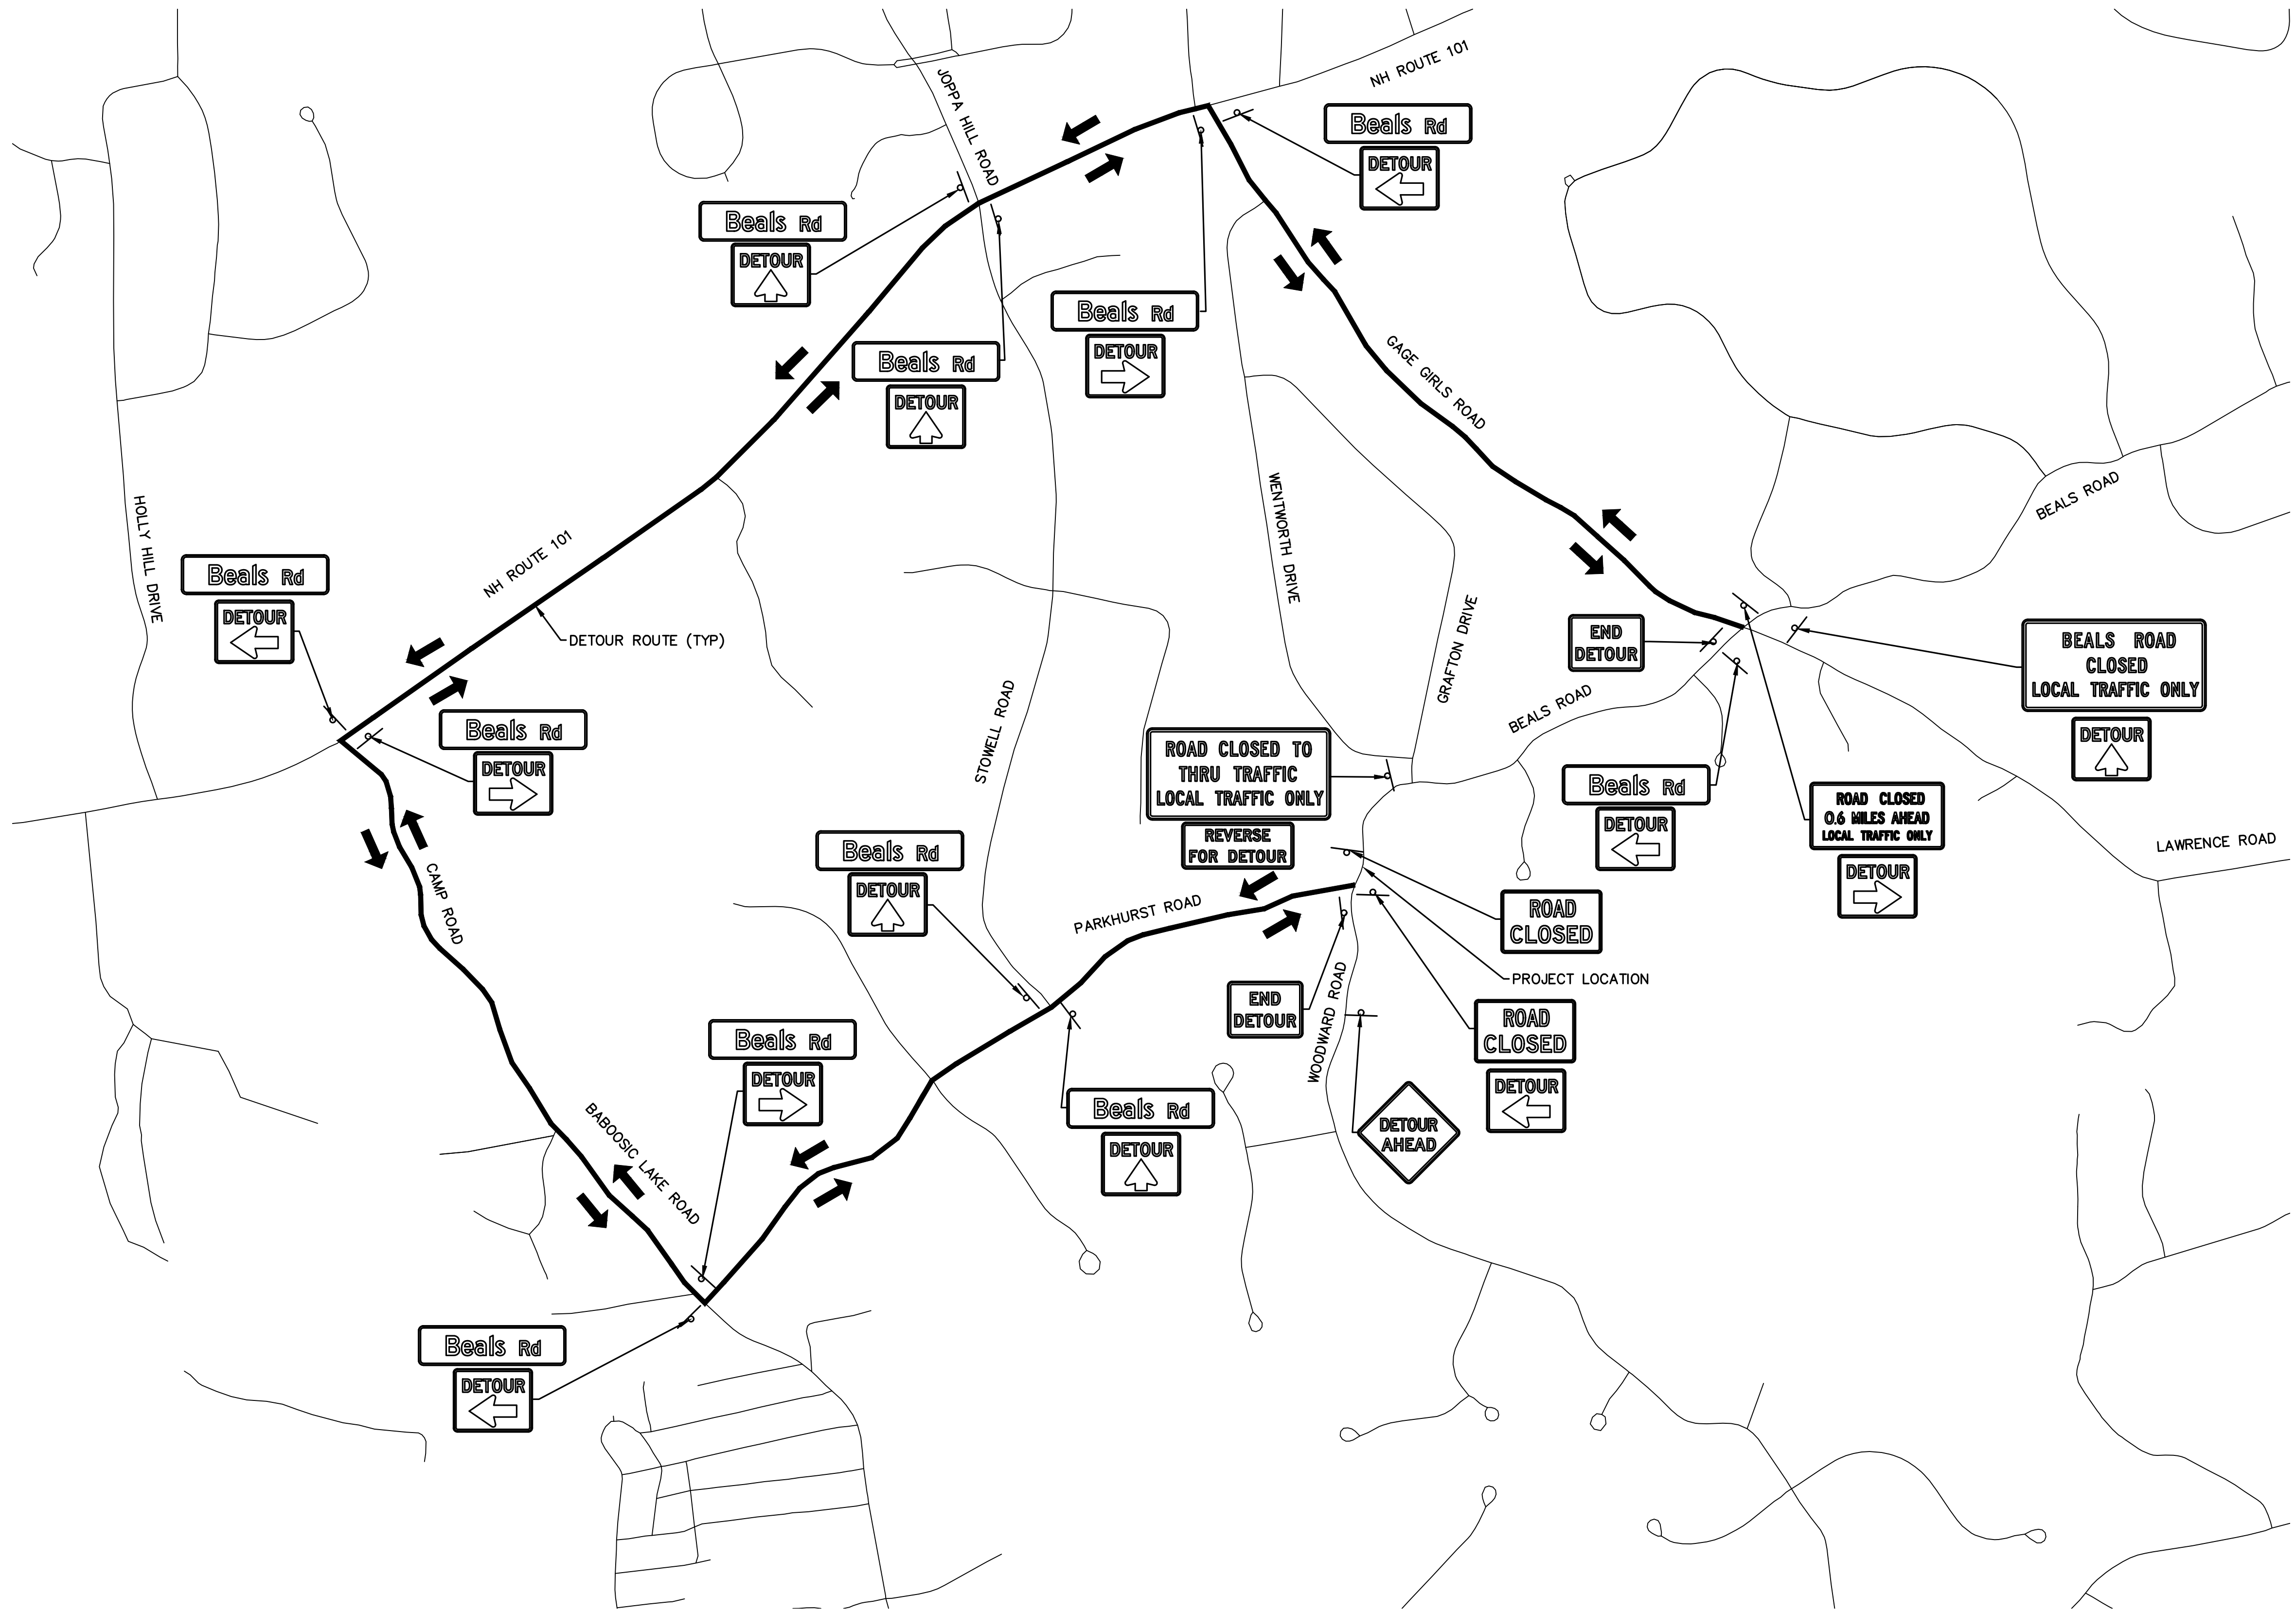 NH ROUTE 101
JOPPA HILL ROAD
Beals Rd
DETOUR
Beals Rd
DETOUR
Beals Rd
DETOUR
Beals Rd
DETOUR
GAGE GIRLS ROAD
HOLLY HILL DRIVE
NH ROUTE 101
WENTWORTH DRIVE
BEALS ROAD
Beals Rd
DETOUR
DETOUR ROUTE (TYP)
GRAFTON DRIVE
END
DETOUR
BEALS ROAD
CLOSED
LOCAL TRAFFIC ONLY
DETOUR
Beals Rd
DETOUR
STOWELL ROAD
BEALS ROAD
ROAD CLOSED TO
THRU TRAFFIC
LOCAL TRAFFIC ONLY
REVERSE
FOR DETOUR
Beals Rd
DETOUR
ROAD CLOSED
0.6 MILES AHEAD
LOCAL TRAFFIC ONLY
DETOUR
LAWRENCE ROAD
CAMP ROAD
Beals Rd
DETOUR
PARKHURST ROAD
ROAD
CLOSED
PROJECT LOCATION
END
DETOUR
WOODWARD ROAD
ROAD
CLOSED
DETOUR
Beals Rd
DETOUR
BABOOSIC LAKE ROAD
Beals Rd
DETOUR
DETOUR
AHEAD
Beals Rd
DETOUR